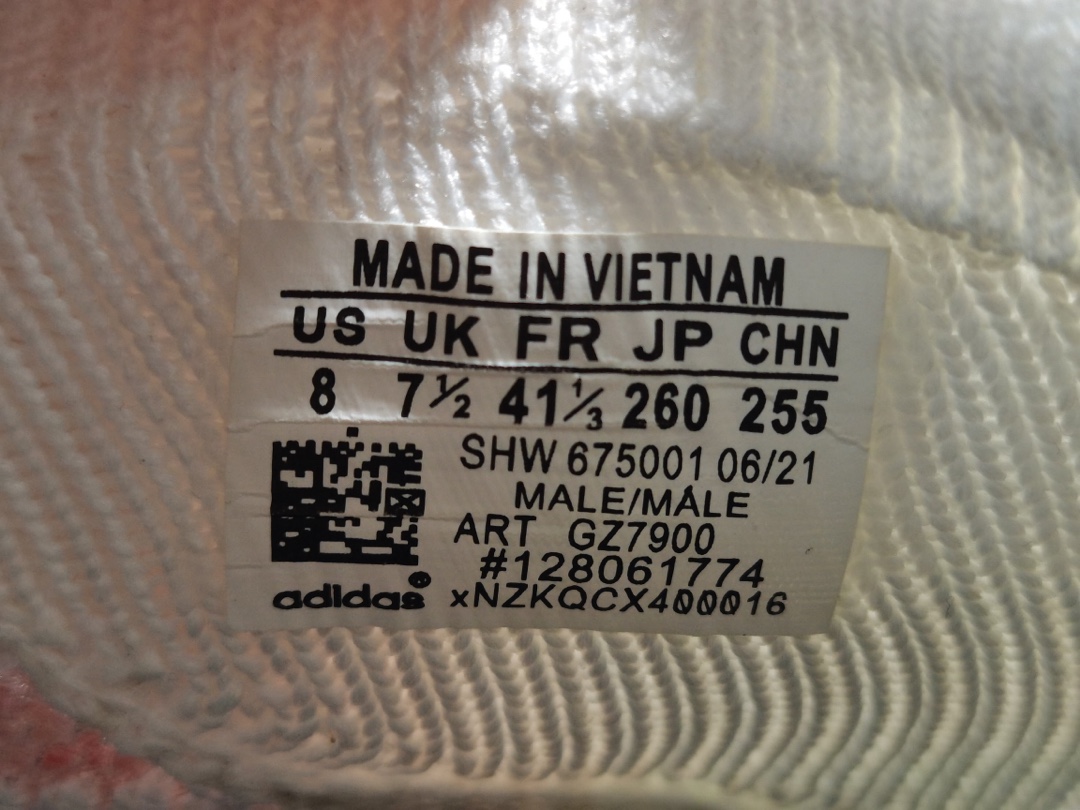 MADE IN VIETNAM
US UK FR JP CHN
8 7½ 41⅓ 260 255
SHW 675001 06/21
MALE/MÂLE
ART GZ7900
#128061774
adidas® xNZKQCX400016